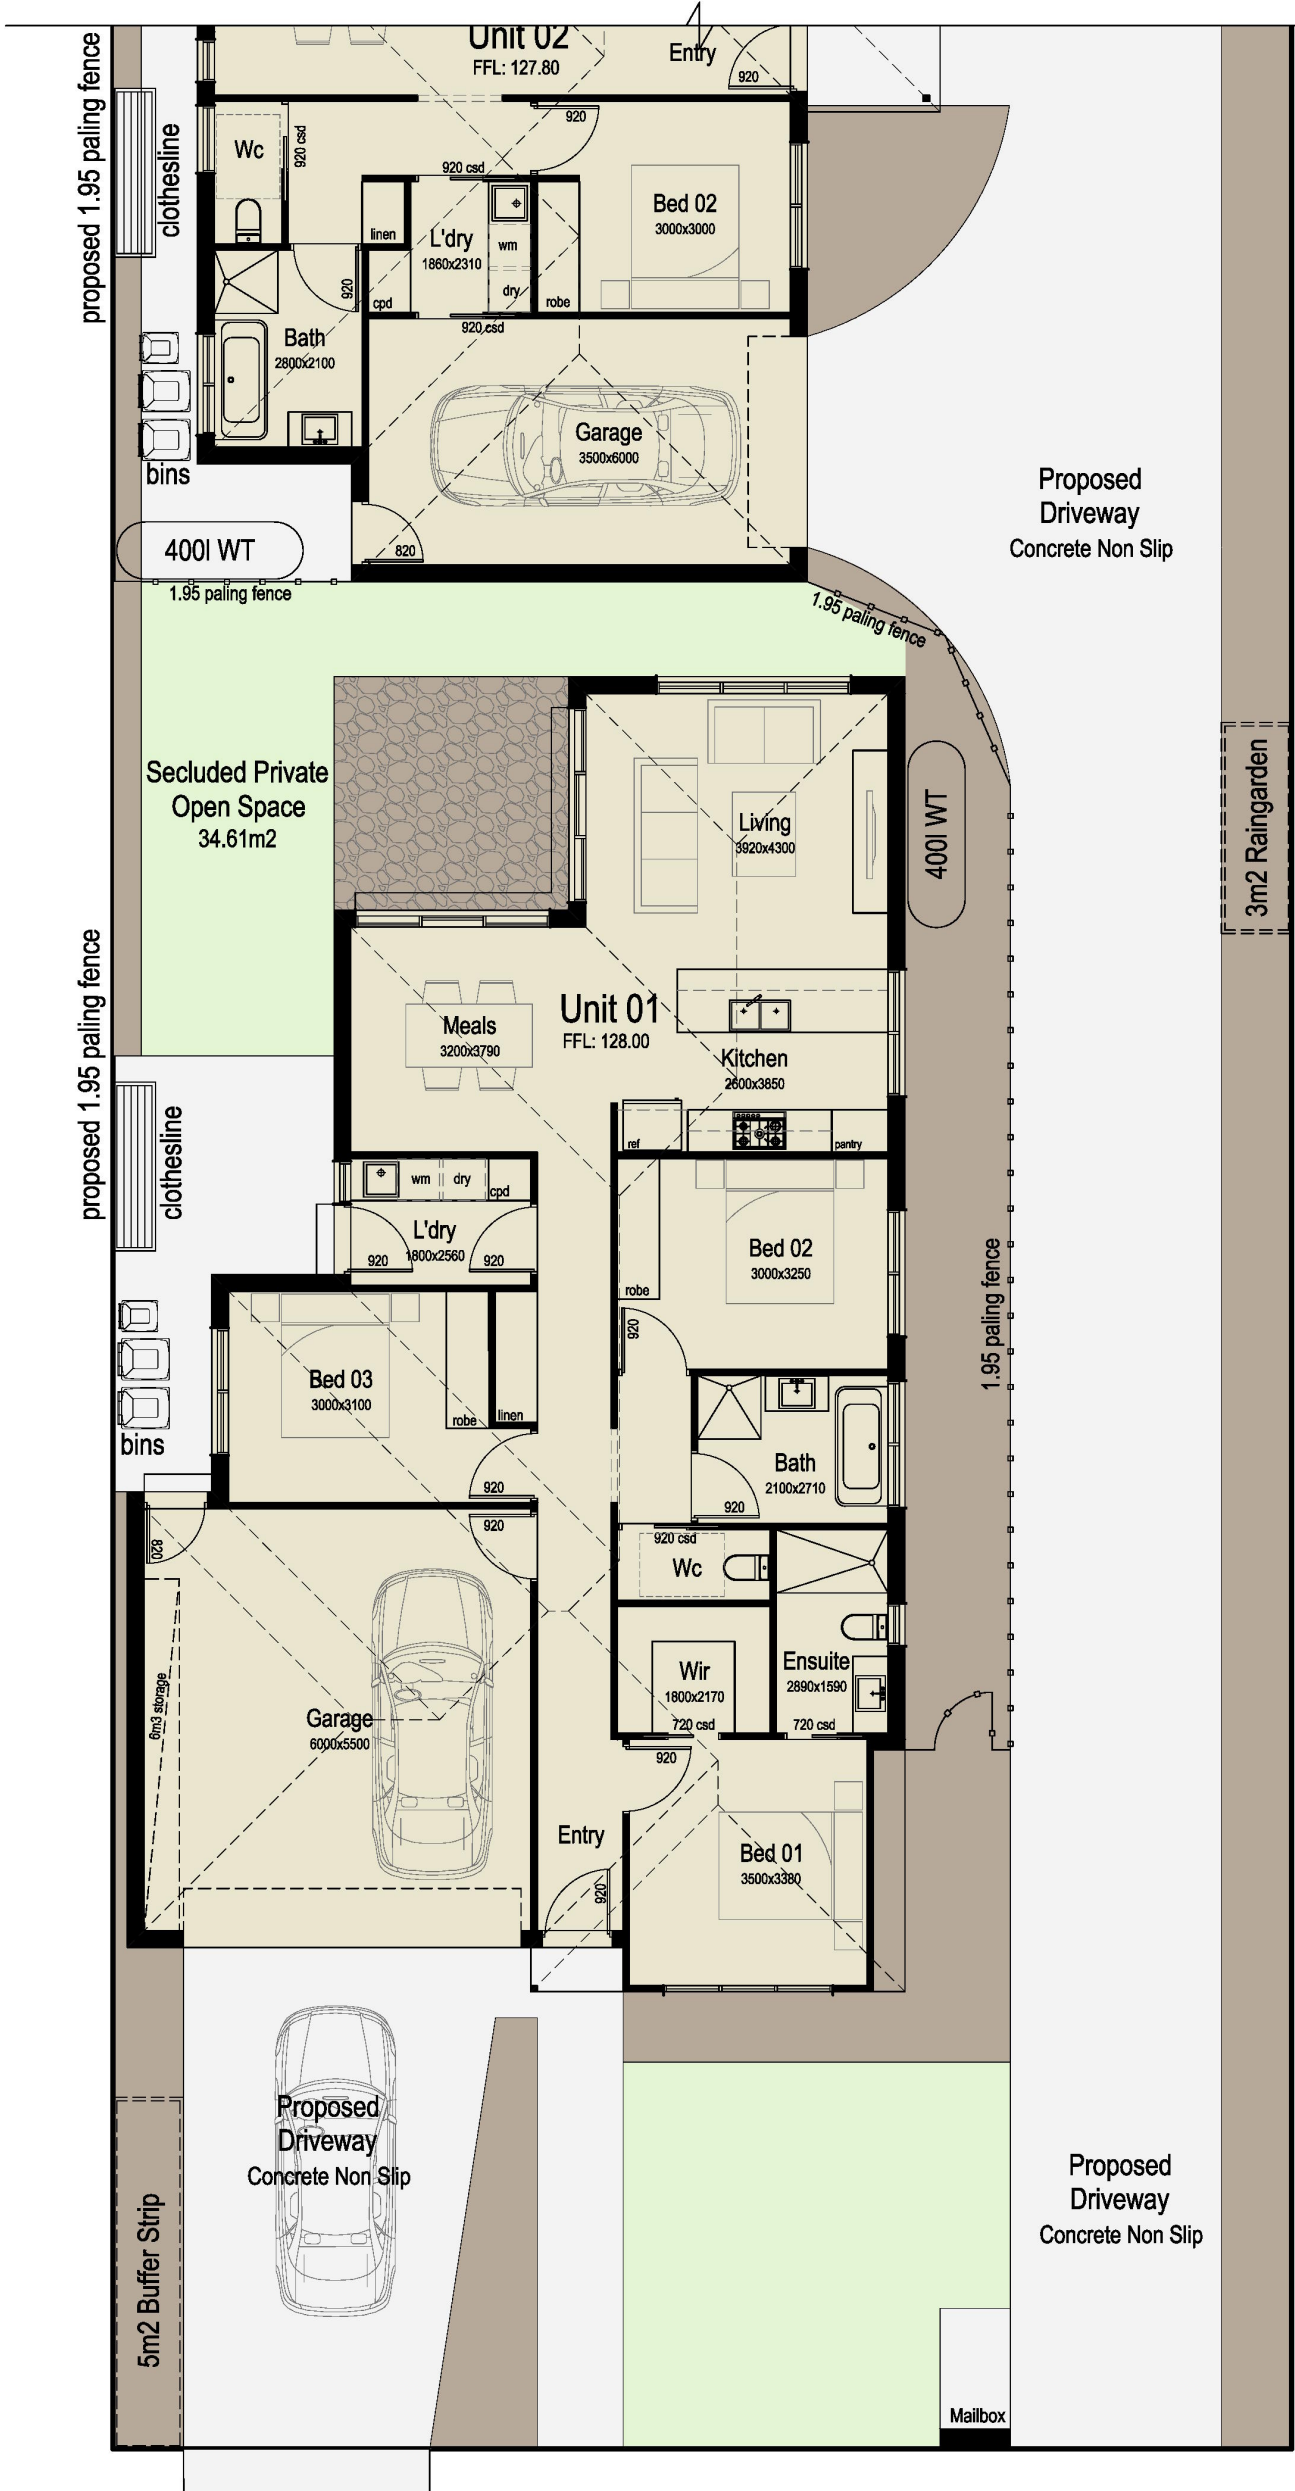 Unit 02
FFL: 127.80
Entry
920
proposed 1.95 paling fence
clothesline
Wc
920 csd
920
920 csd
Bed 02
3000x3000
linen
L'dry
1860x2310
wm
dry
cpd
robe
920
Bath
2800x2100
920 csd
Garage
3500x6000
bins
820
400l WT
1.95 paling fence
1.95 paling fence
Proposed
Driveway
Concrete Non Slip
Secluded Private
Open Space
34.61m2
Living
3920x4300
400l WT
3m2 Raingarden
proposed 1.95 paling fence
Meals
3200x3790
Unit 01
FFL: 128.00
Kitchen
2600x3850
ref
pantry
clothesline
wm
dry
cpd
L'dry
1800x2560
920
920
Bed 02
3000x3250
robe
920
1.95 paling fence
Bed 03
3000x3100
robe
linen
bins
920
Bath
2100x2710
920
920
820
920 csd
Wc
6m3 storage
Wir
1800x2170
720 csd
Ensuite
2890x1590
720 csd
Garage
6000x5500
920
Entry
920
Bed 01
3500x3380
Proposed
Driveway
Concrete Non Slip
5m2 Buffer Strip
Proposed
Driveway
Concrete Non Slip
Mailbox